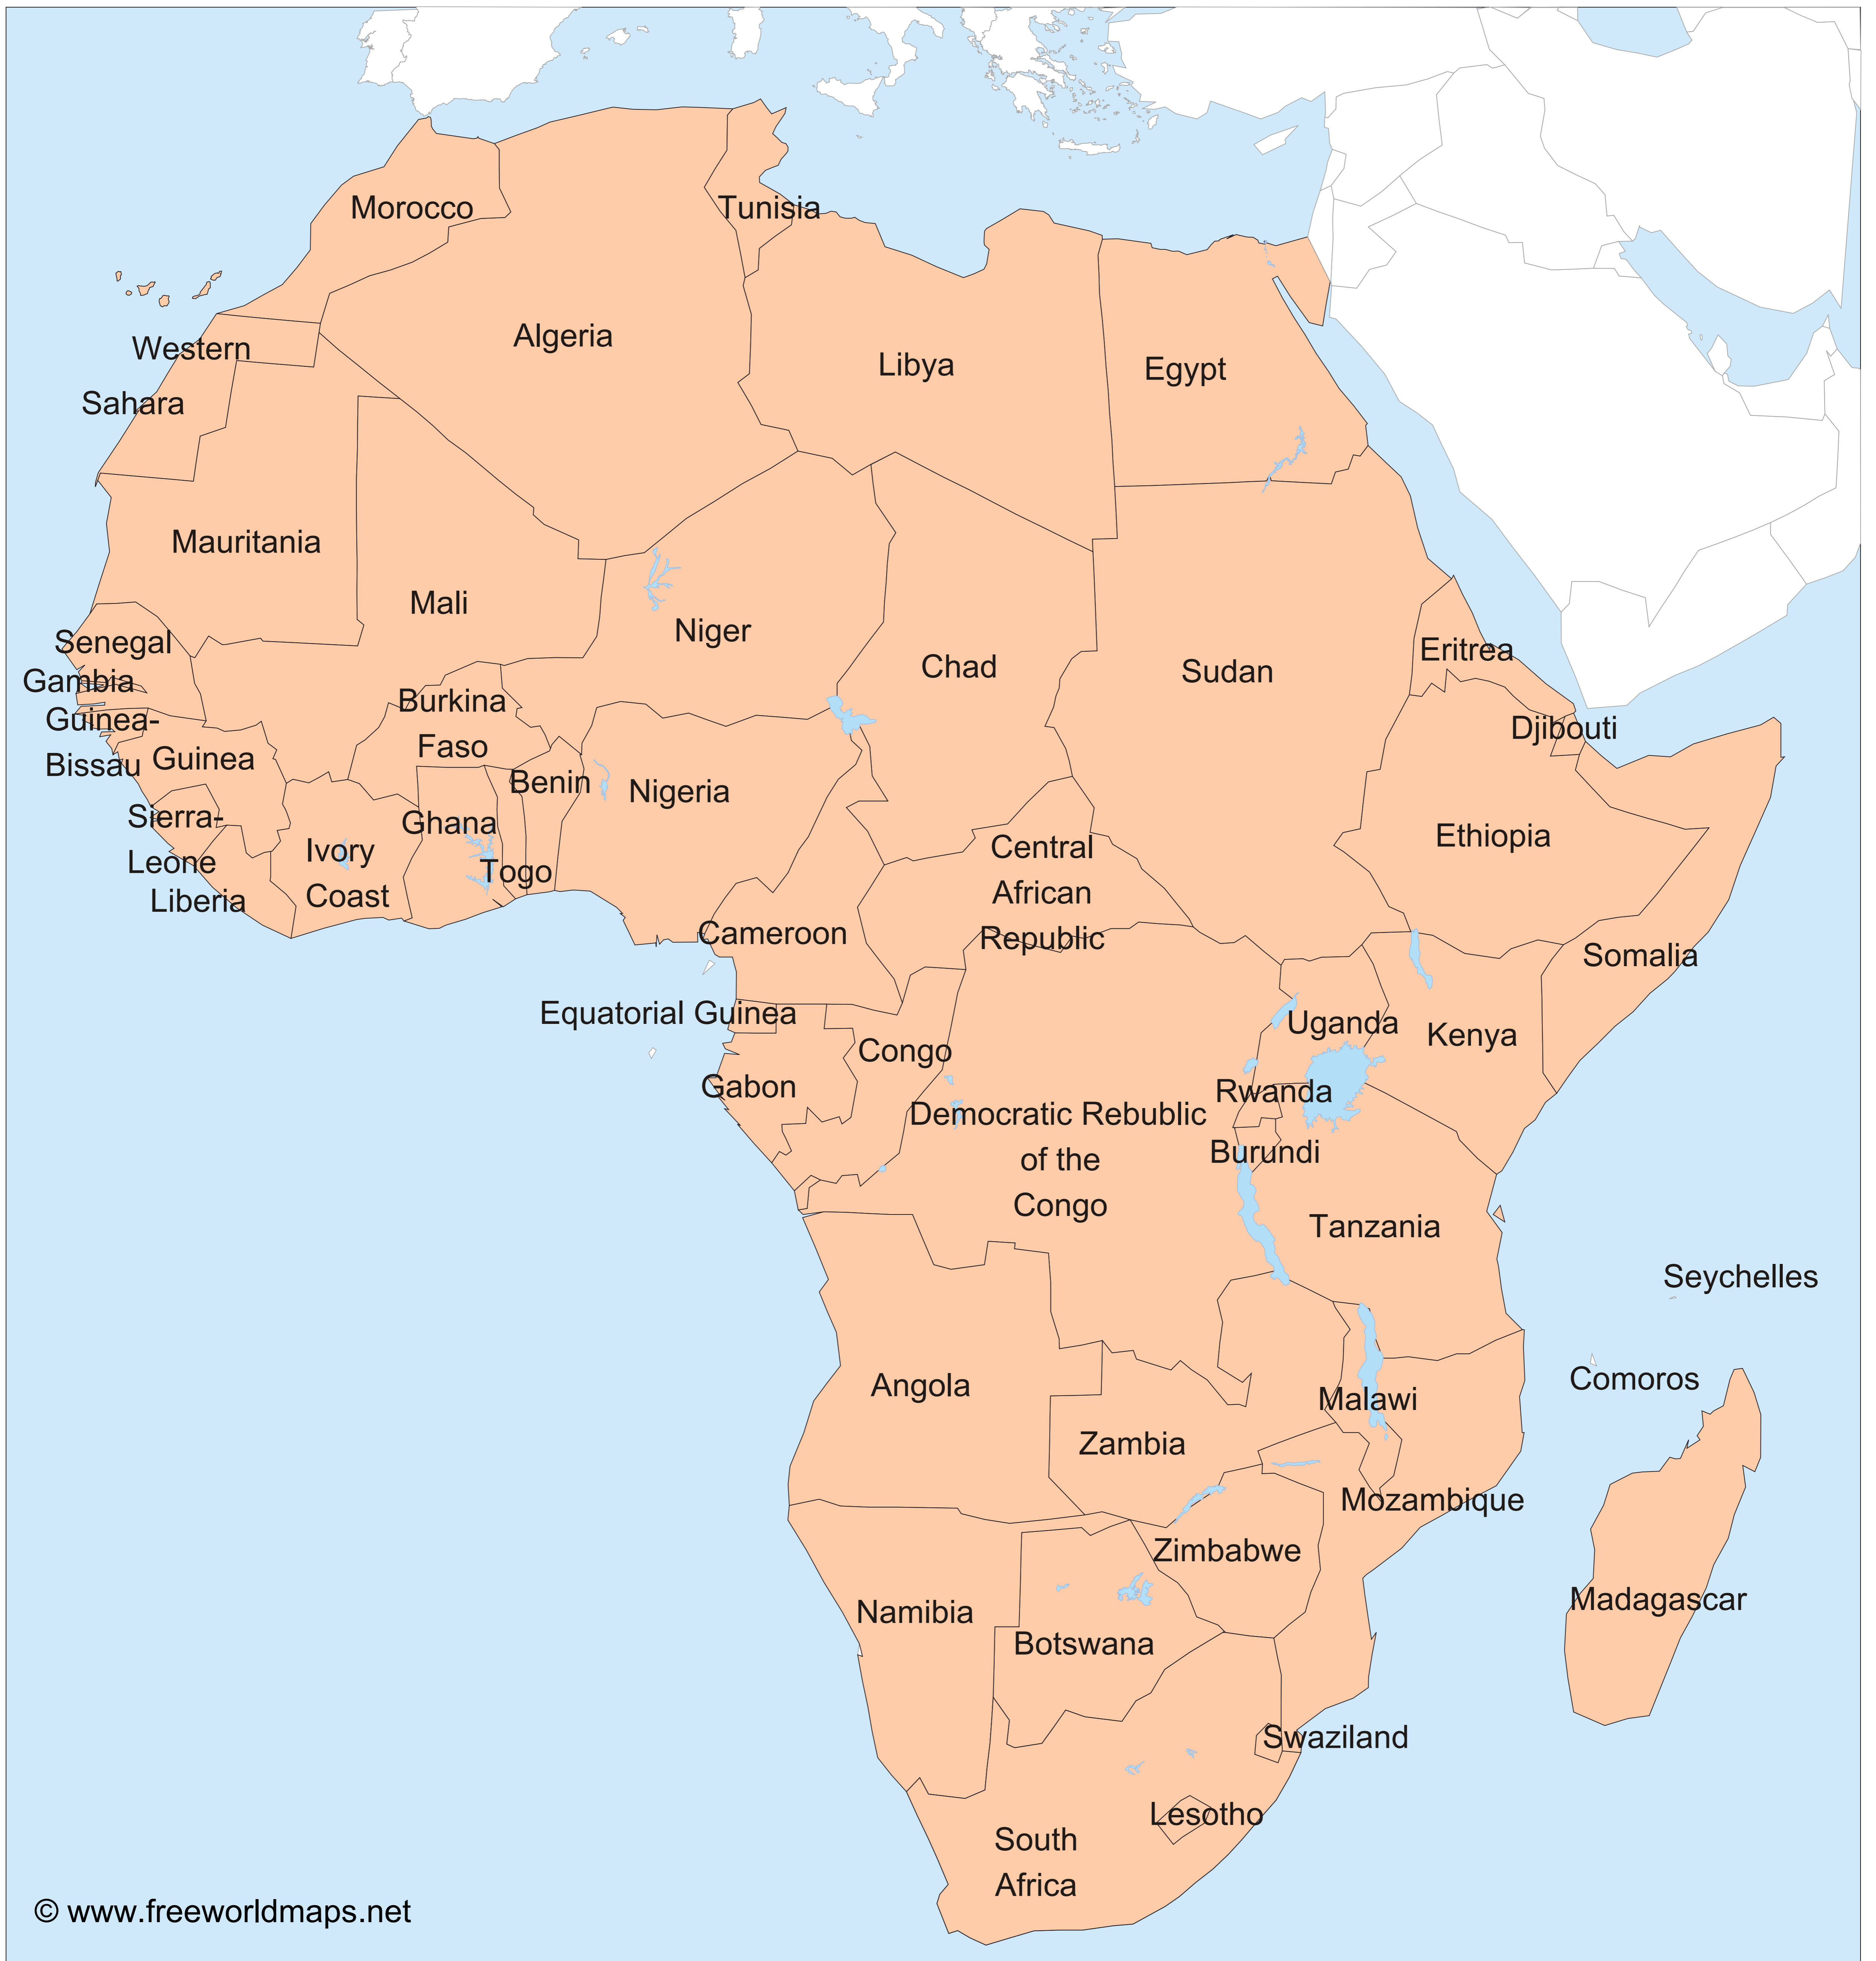 Morocco
Tunisia
Algeria
Libya
Egypt
Western
Sahara
Mauritania
Mali
Niger
Chad
Sudan
Eritrea
Senegal
Gambia
Guinea-
Bissau
Guinea
Burkina
Faso
Djibouti
Benin
Nigeria
Sierra-
Leone
Ghana
Ivory
Coast
Togo
Liberia
Central
African
Republic
Ethiopia
Cameroon
Somalia
Equatorial Guinea
Congo
Uganda
Kenya
Gabon
Rwanda
Democratic Rebublic
of the
Congo
Burundi
Tanzania
Seychelles
Comoros
Angola
Malawi
Zambia
Mozambique
Zimbabwe
Madagascar
Namibia
Botswana
Swaziland
Lesotho
South
Africa
© www.freeworldmaps.net